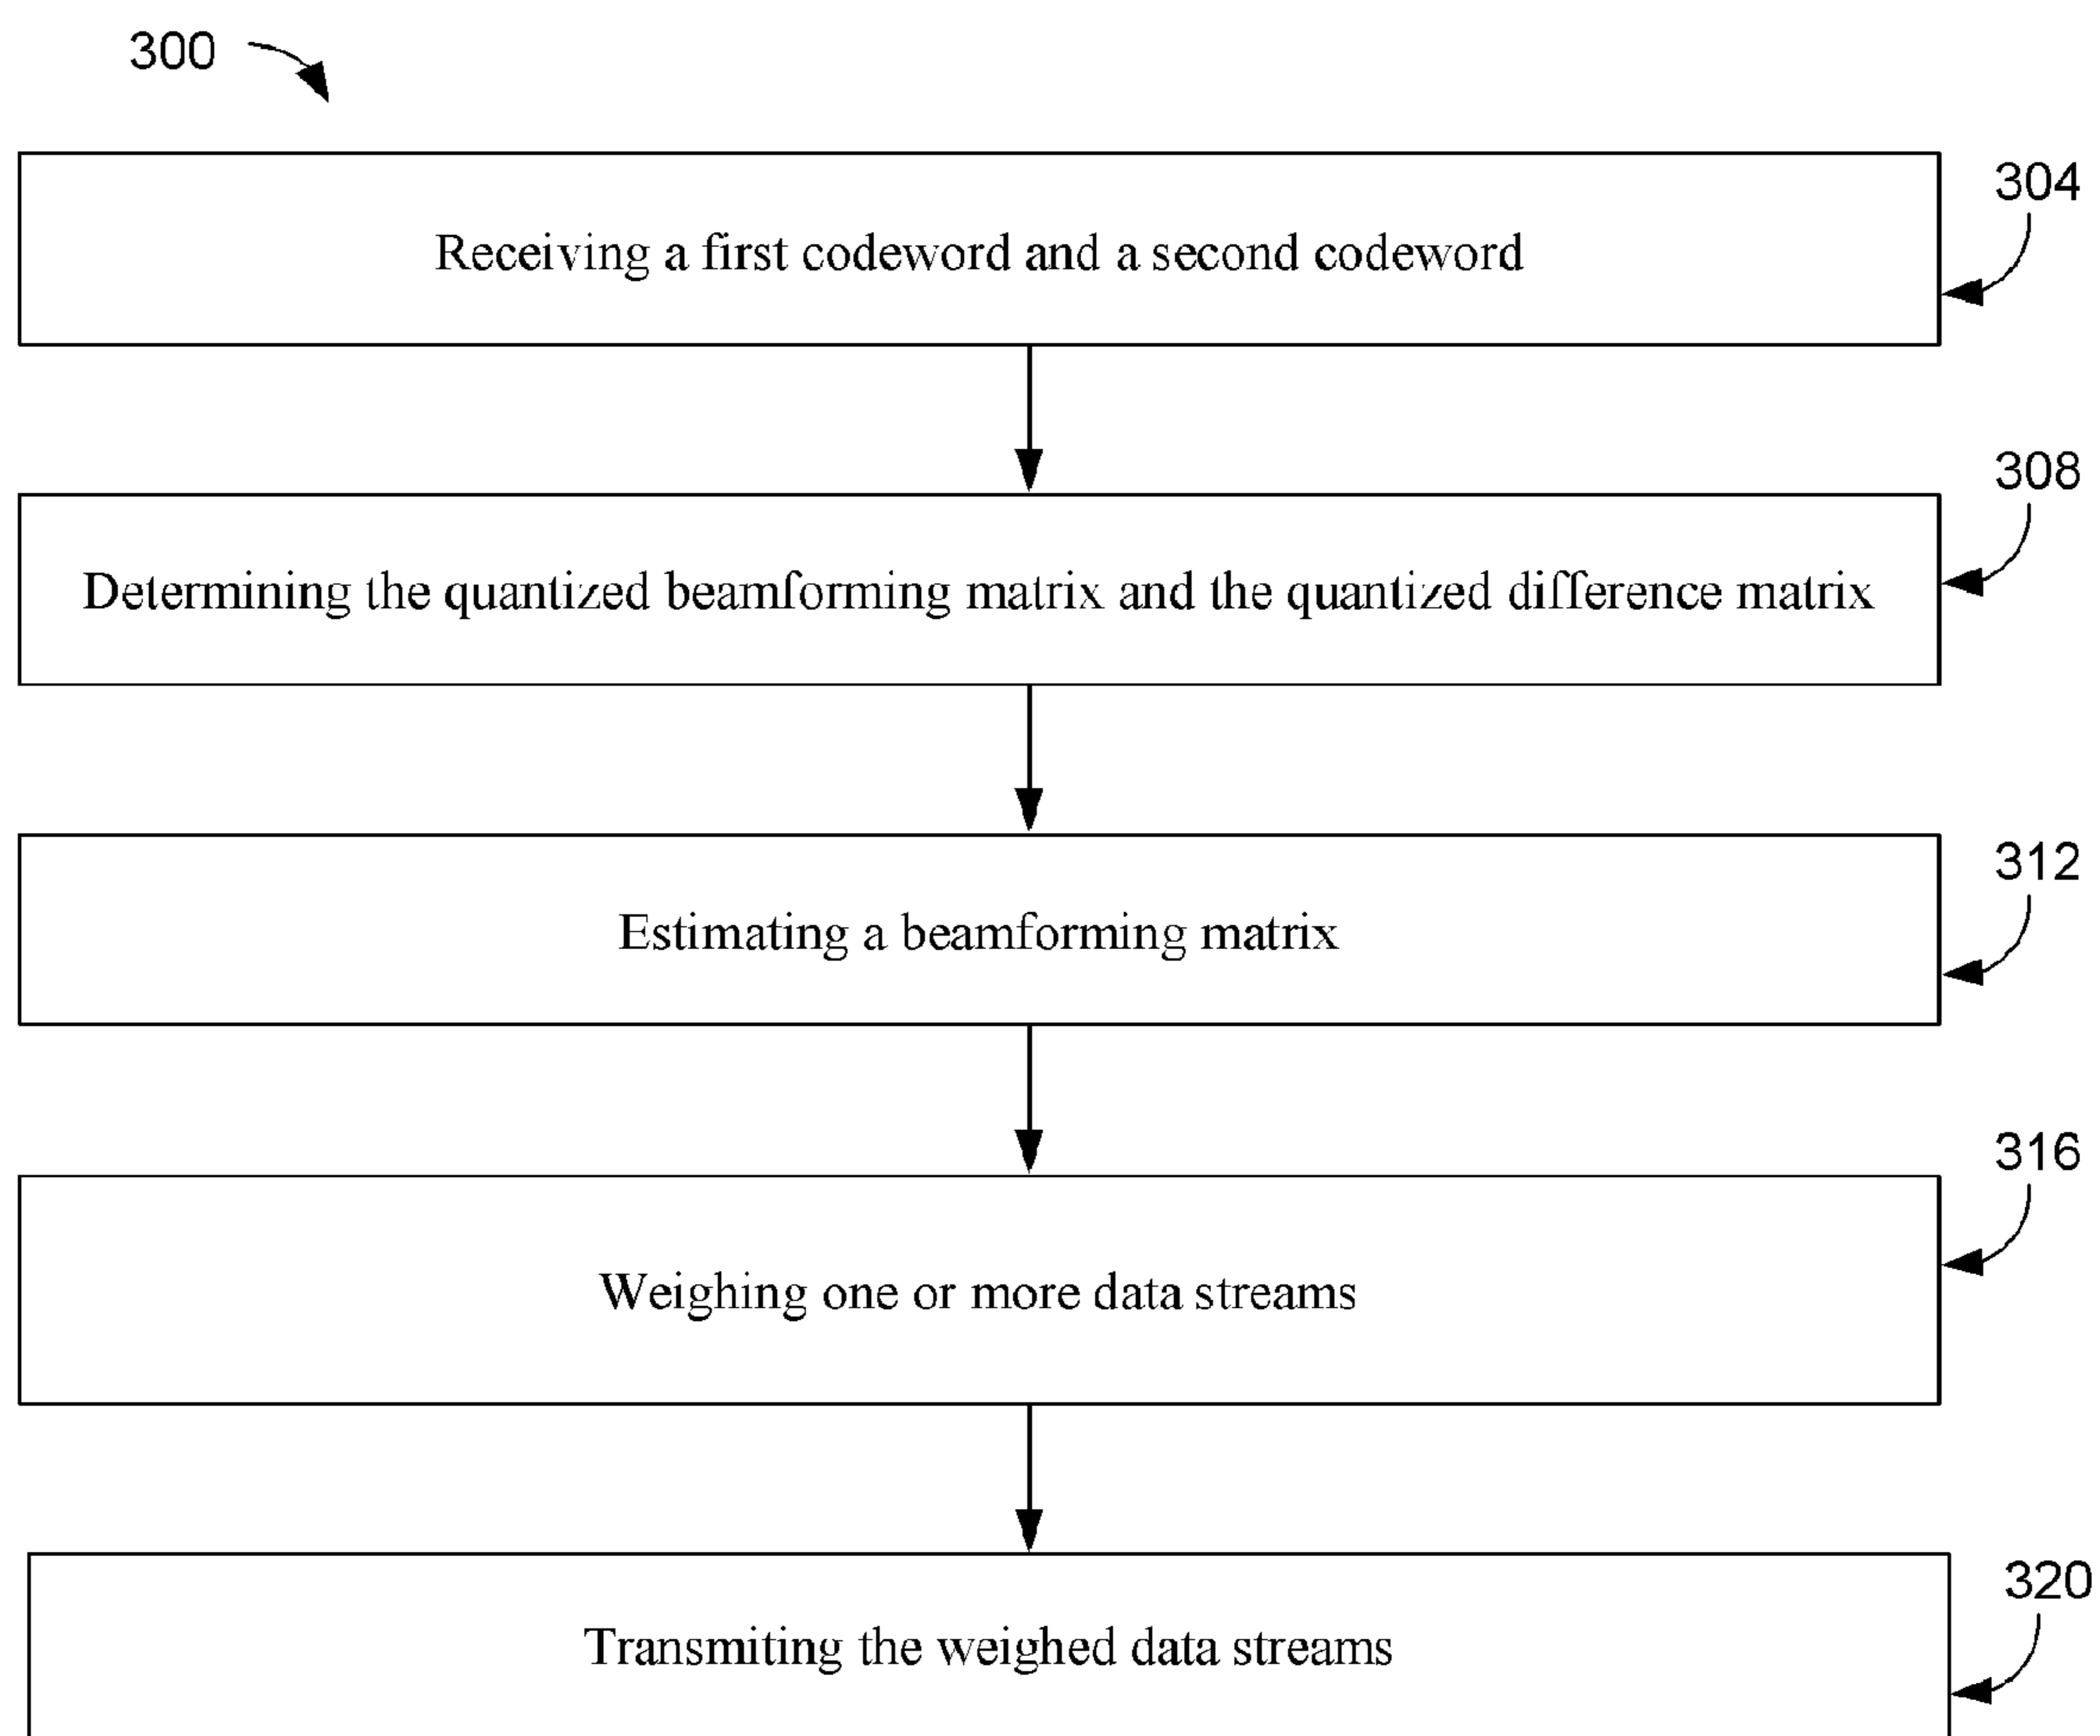 300
304
Receiving a first codeword and a second codeword
308
Determining the quantized beamforming matrix and the quantized difference matrix
312
Estimating a beamforming matrix
316
Weighing one or more data streams
320
Transmiting the weighed data streams